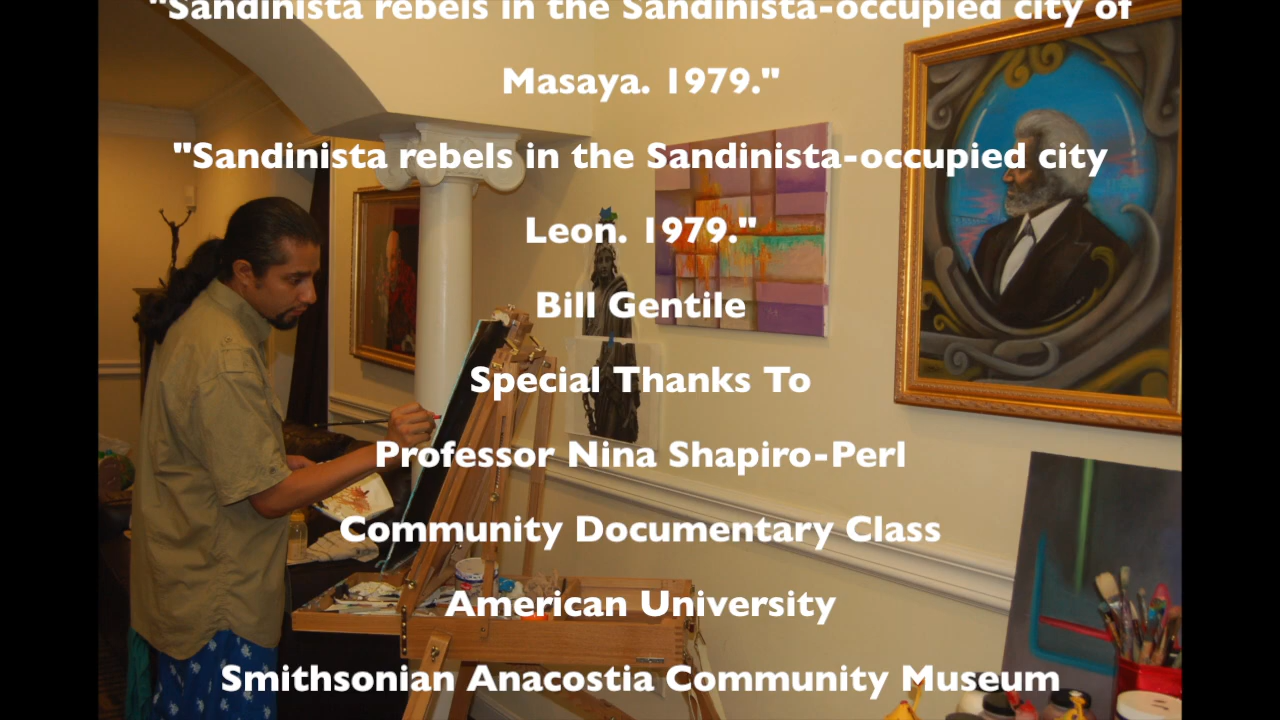 "Sandinista rebels in the Sandinista-occupied city of
Masaya. 1979."
"Sandinista rebels in the Sandinista-occupied city
Leon. 1979."
Bill Gentile
Special Thanks To
Professor Nina Shapiro-Perl
Community Documentary Class
American University
Smithsonian Anacostia Community Museum